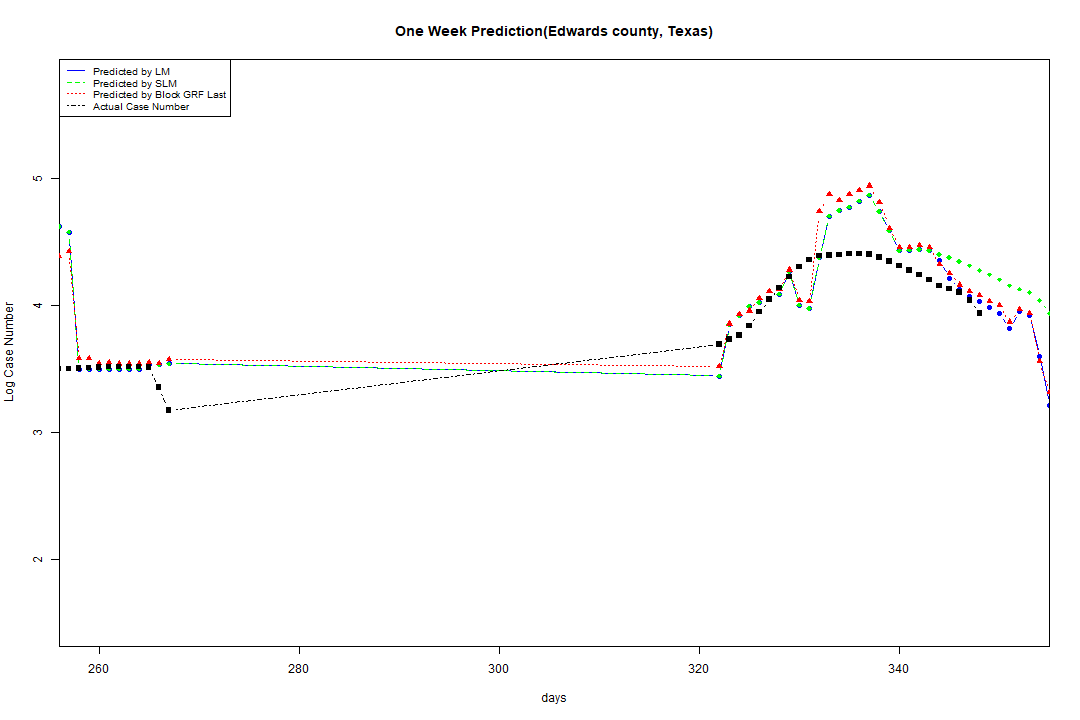 One Week Prediction(Edwards county, Texas)
Predicted by LM
Predicted by SLM
Predicted by Block GRF Last
Actual Case Number
5
4
3
2
Log Case Number
260 280 300 320 340
days